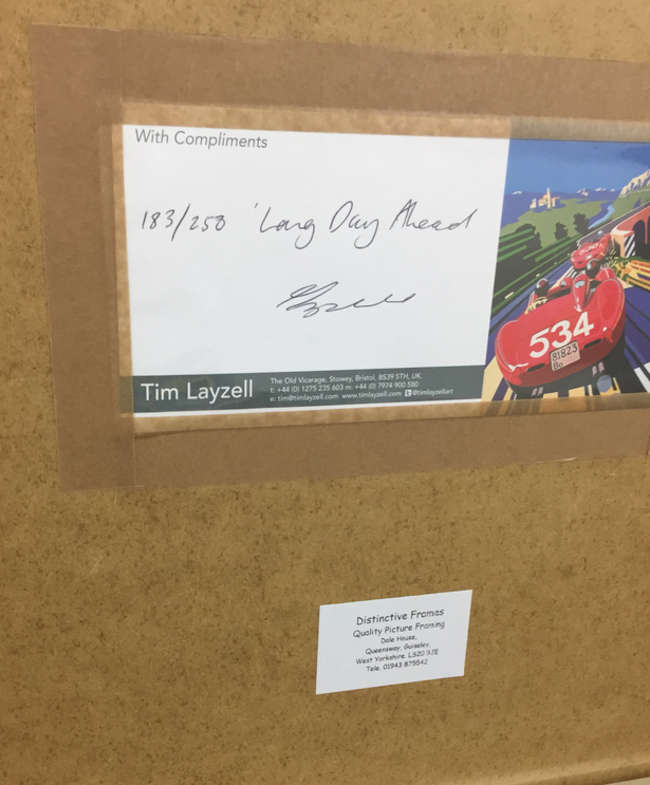 With Compliments
183/250 'Long Day Ahead
Tim Layzell
The Old Vicarage, Stowey, Bristol, BS39 5TH, UK.
t: +44 (0) 1275 235 603 m: +44 (0) 7974 900 580
e: tim@timlayzell.com www.timlayzell.com @timlayzellart
534
81823
Bo
Distinctive Frames
Quality Picture Framing
Dale House,
Queensway, Guiseley,
West Yorkshire. LS20 9JE
Tele. 01943 875542